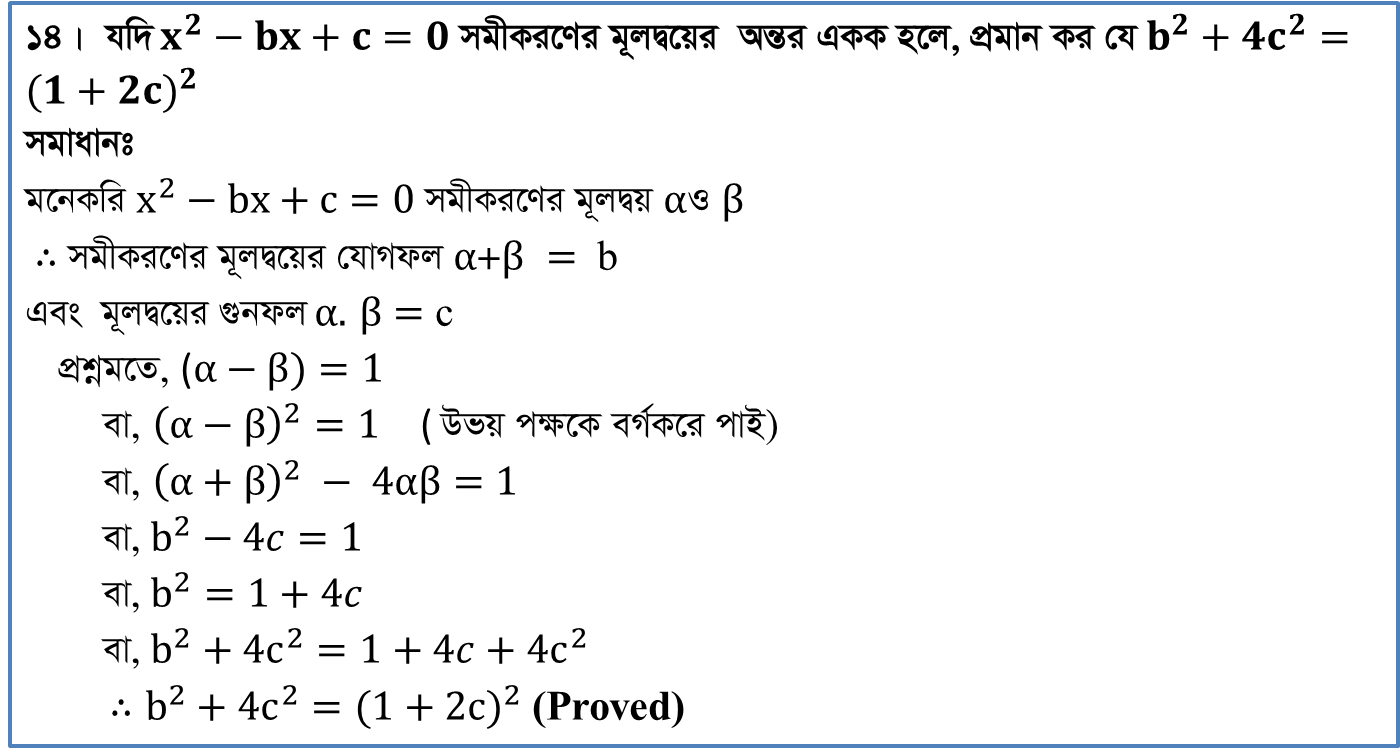 ১৪। যদি x² − bx + c = 0 সমীকরণের মূলদ্বয়ের অন্তর একক হলে, প্রমান কর যে b² + 4c² =
(1 + 2c)²
সমাধানঃ
মনেকরি x² − bx + c = 0 সমীকরণের মূলদ্বয় αও β
∴ সমীকরণের মূলদ্বয়ের যোগফল α+β = b
এবং মূলদ্বয়ের গুনফল α. β = c
প্রশ্নমতে, (α − β) = 1
বা, (α − β)² = 1 ( উভয় পক্ষকে বর্গকরে পাই)
বা, (α + β)² − 4αβ = 1
বা, b² − 4c = 1
বা, b² = 1 + 4c
বা, b² + 4c² = 1 + 4c + 4c²
∴ b² + 4c² = (1 + 2c)² (Proved)